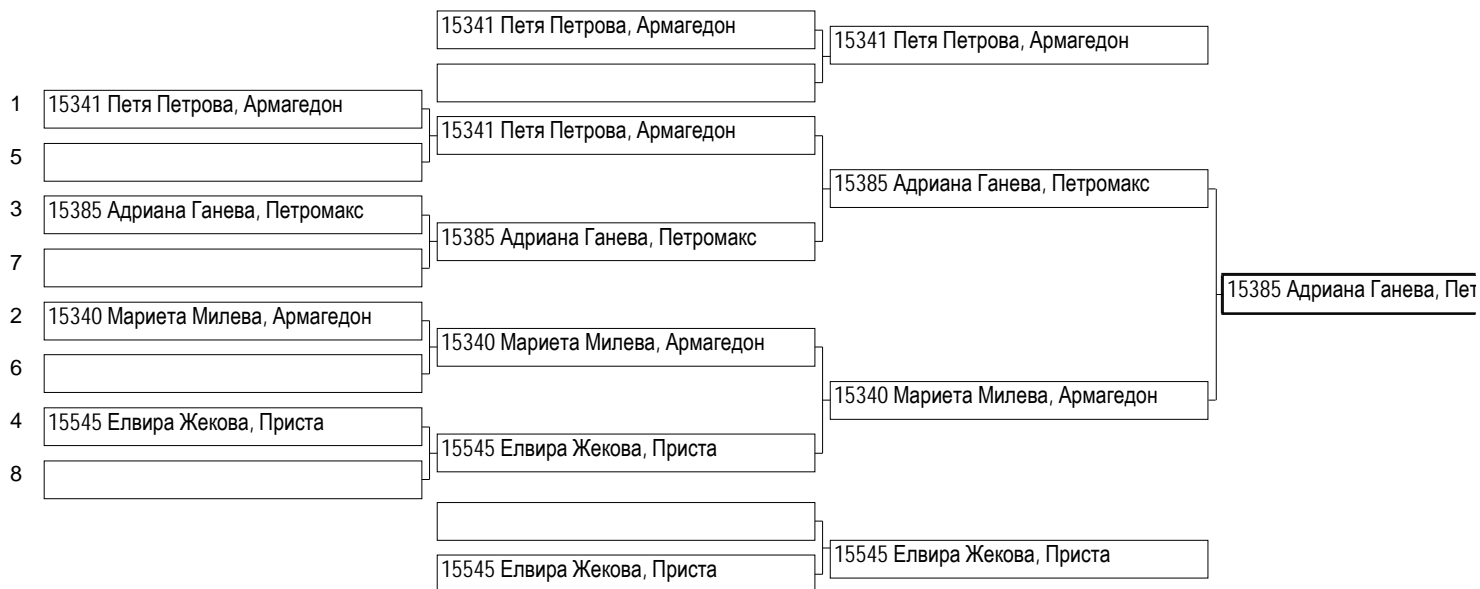 15341 Петя Петрова, Армагедон
15341 Петя Петрова, Армагедон
1 15341 Петя Петрова, Армагедон
15341 Петя Петрова, Армагедон
5
15385 Адриана Ганева, Петромакс
3 15385 Адриана Ганева, Петромакс
15385 Адриана Ганева, Петромакс
7
15385 Адриана Ганева, Пет
2 15340 Мариета Милева, Армагедон
15340 Мариета Милева, Армагедон
6
15340 Мариета Милева, Армагедон
4 15545 Елвира Жекова, Приста
15545 Елвира Жекова, Приста
8
15545 Елвира Жекова, Приста
15545 Елвира Жекова, Приста